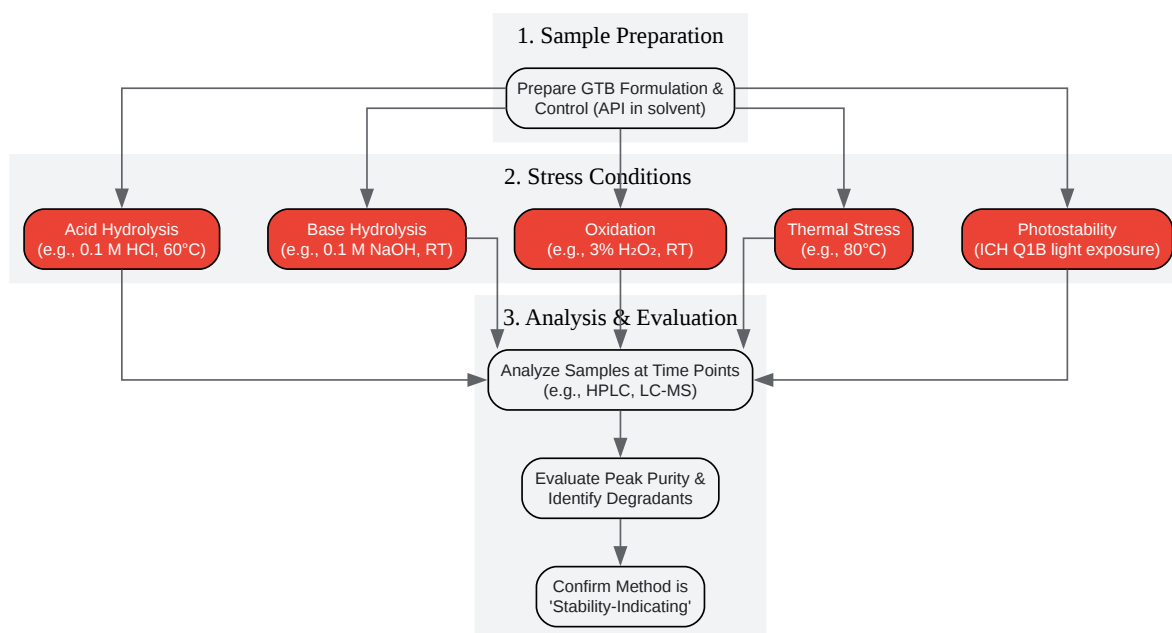 1. Sample Preparation
Prepare GTB Formulation &
Control (API in solvent)
2. Stress Conditions
Acid Hydrolysis
(e.g., 0.1 M HCl, 60°C)
Base Hydrolysis
(e.g., 0.1 M NaOH, RT)
Oxidation
(e.g., 3% H₂O₂, RT)
Thermal Stress
(e.g., 80°C)
Photostability
(ICH Q1B light exposure)
3. Analysis & Evaluation
Analyze Samples at Time Points
(e.g., HPLC, LC-MS)
Evaluate Peak Purity &
Identify Degradants
Confirm Method is
'Stability-Indicating'